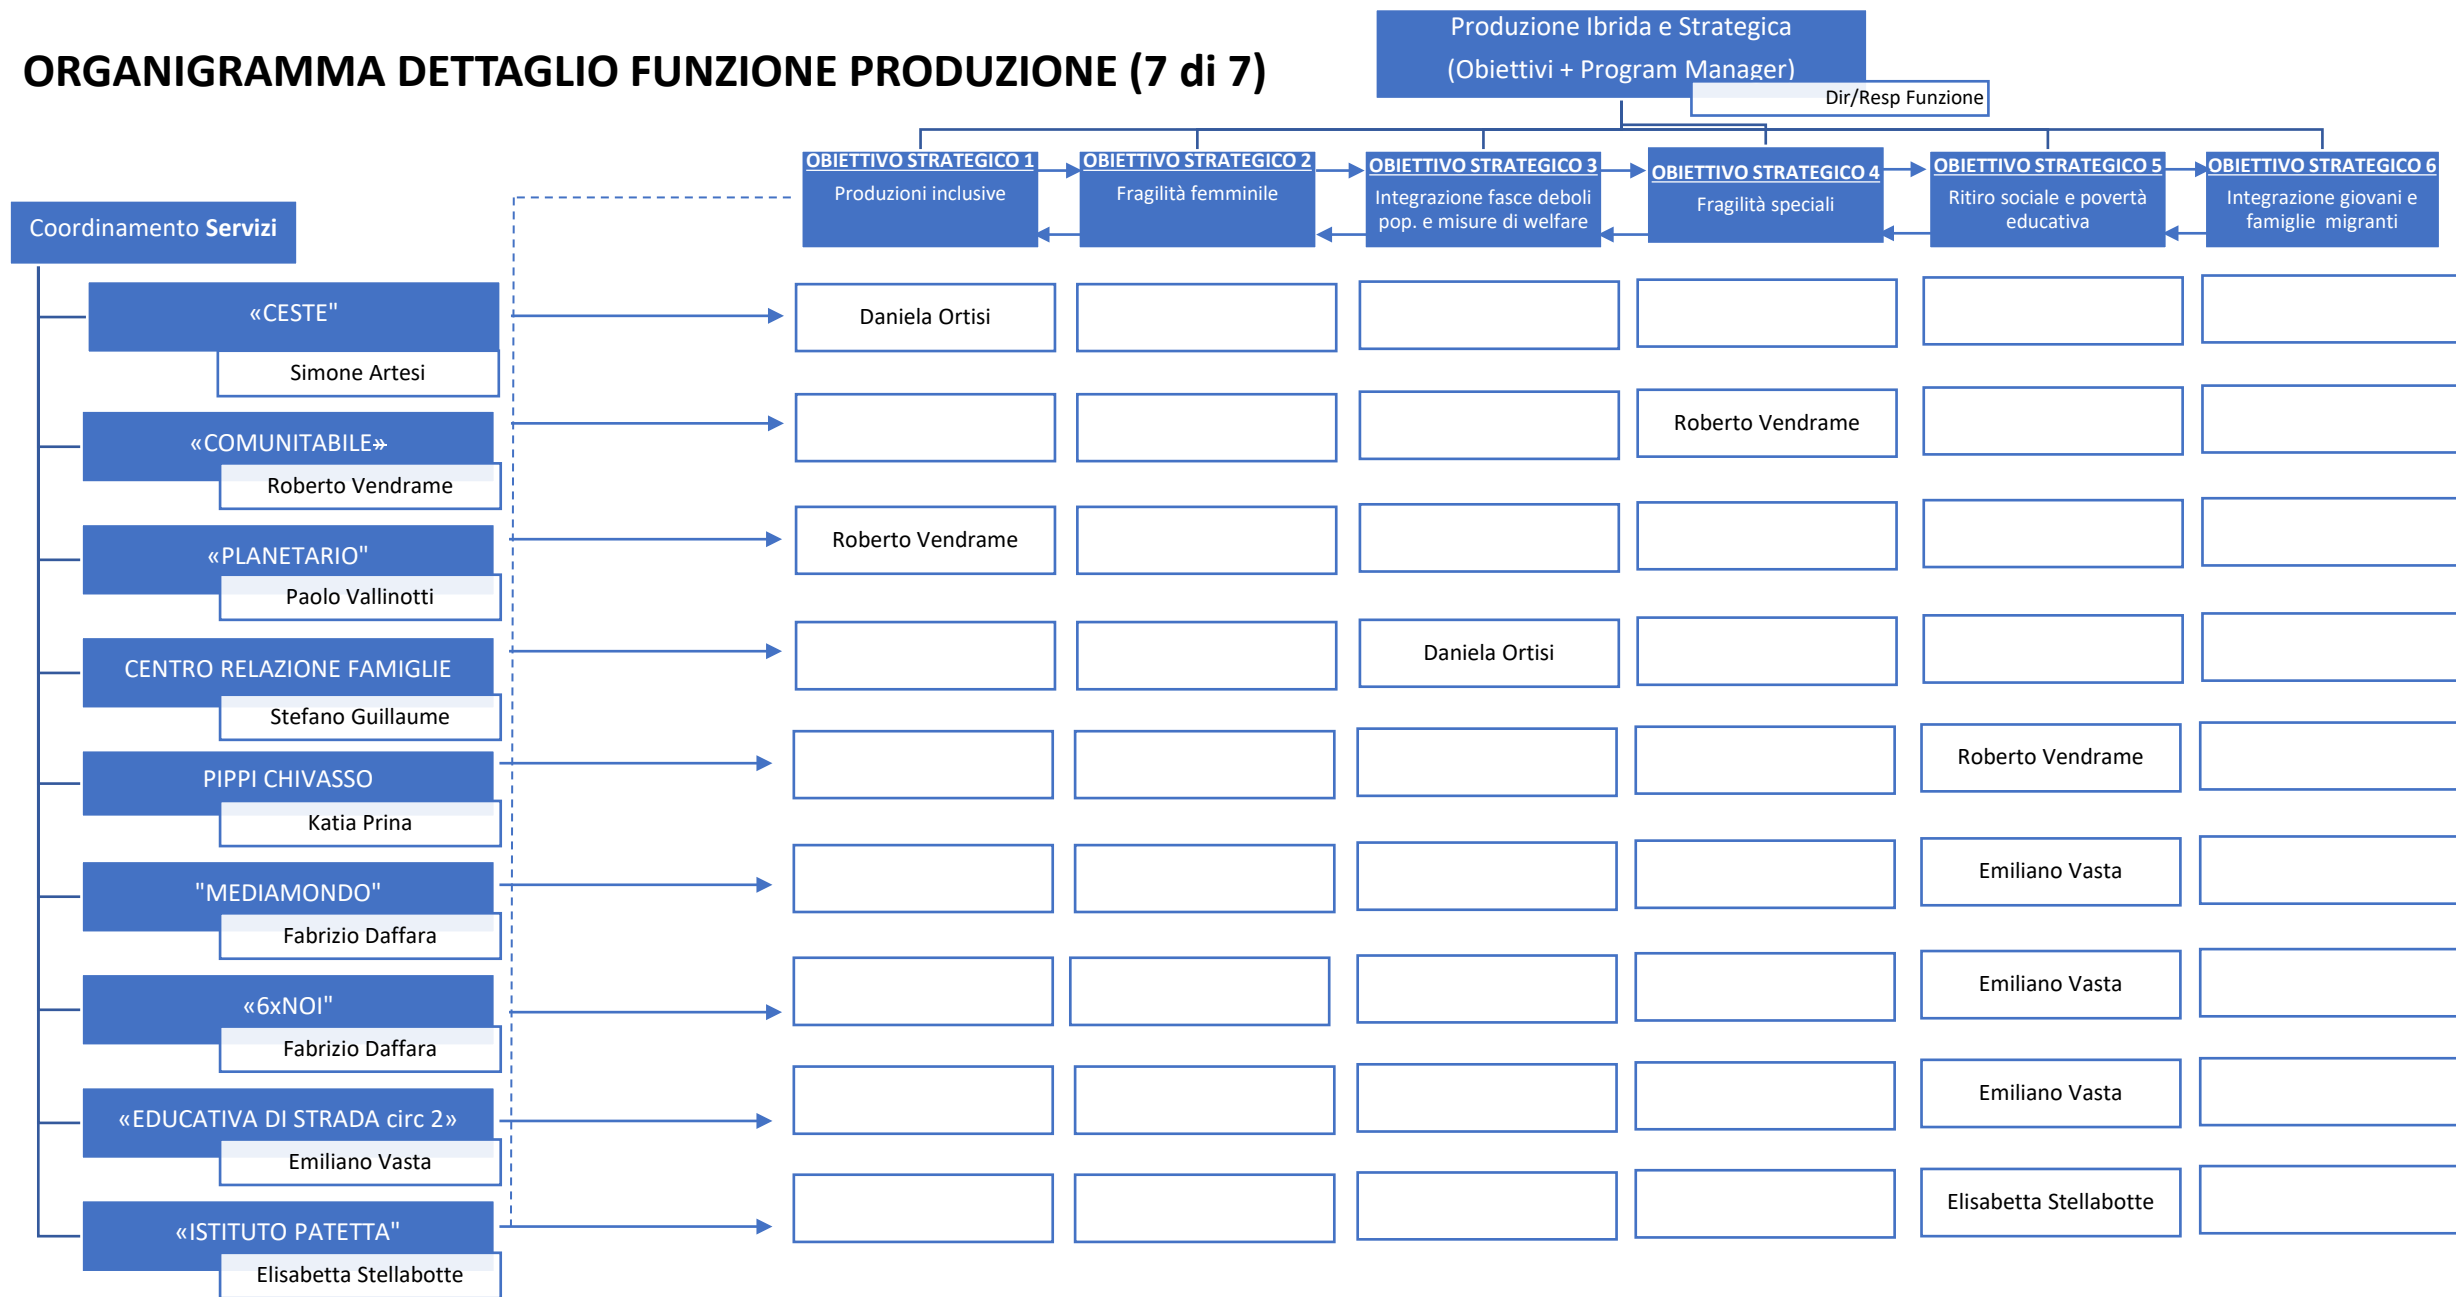 ORGANIGRAMMA DETTAGLIO FUNZIONE PRODUZIONE (7 di 7)
Produzione Ibrida e Strategica
(Obiettivi + Program Manager)
Dir/Resp Funzione
OBIETTIVO STRATEGICO 1
Produzioni inclusive
OBIETTIVO STRATEGICO 2
Fragilità femminile
OBIETTIVO STRATEGICO 3
Integrazione fasce deboli
pop. e misure di welfare
OBIETTIVO STRATEGICO 4
Fragilità speciali
OBIETTIVO STRATEGICO 5
Ritiro sociale e povertà
educativa
OBIETTIVO STRATEGICO 6
Integrazione giovani e
famiglie migranti
Coordinamento Servizi
«CESTE"
Simone Artesi
Daniela Ortisi
«COMUNITABILE»
Roberto Vendrame
Roberto Vendrame
«PLANETARIO"
Paolo Vallinotti
Roberto Vendrame
CENTRO RELAZIONE FAMIGLIE
Stefano Guillaume
Daniela Ortisi
PIPPI CHIVASSO
Katia Prina
Roberto Vendrame
"MEDIAMONDO"
Fabrizio Daffara
Emiliano Vasta
«6xNOI"
Fabrizio Daffara
Emiliano Vasta
«EDUCATIVA DI STRADA circ 2»
Emiliano Vasta
Emiliano Vasta
«ISTITUTO PATETTA"
Elisabetta Stellabotte
Elisabetta Stellabotte